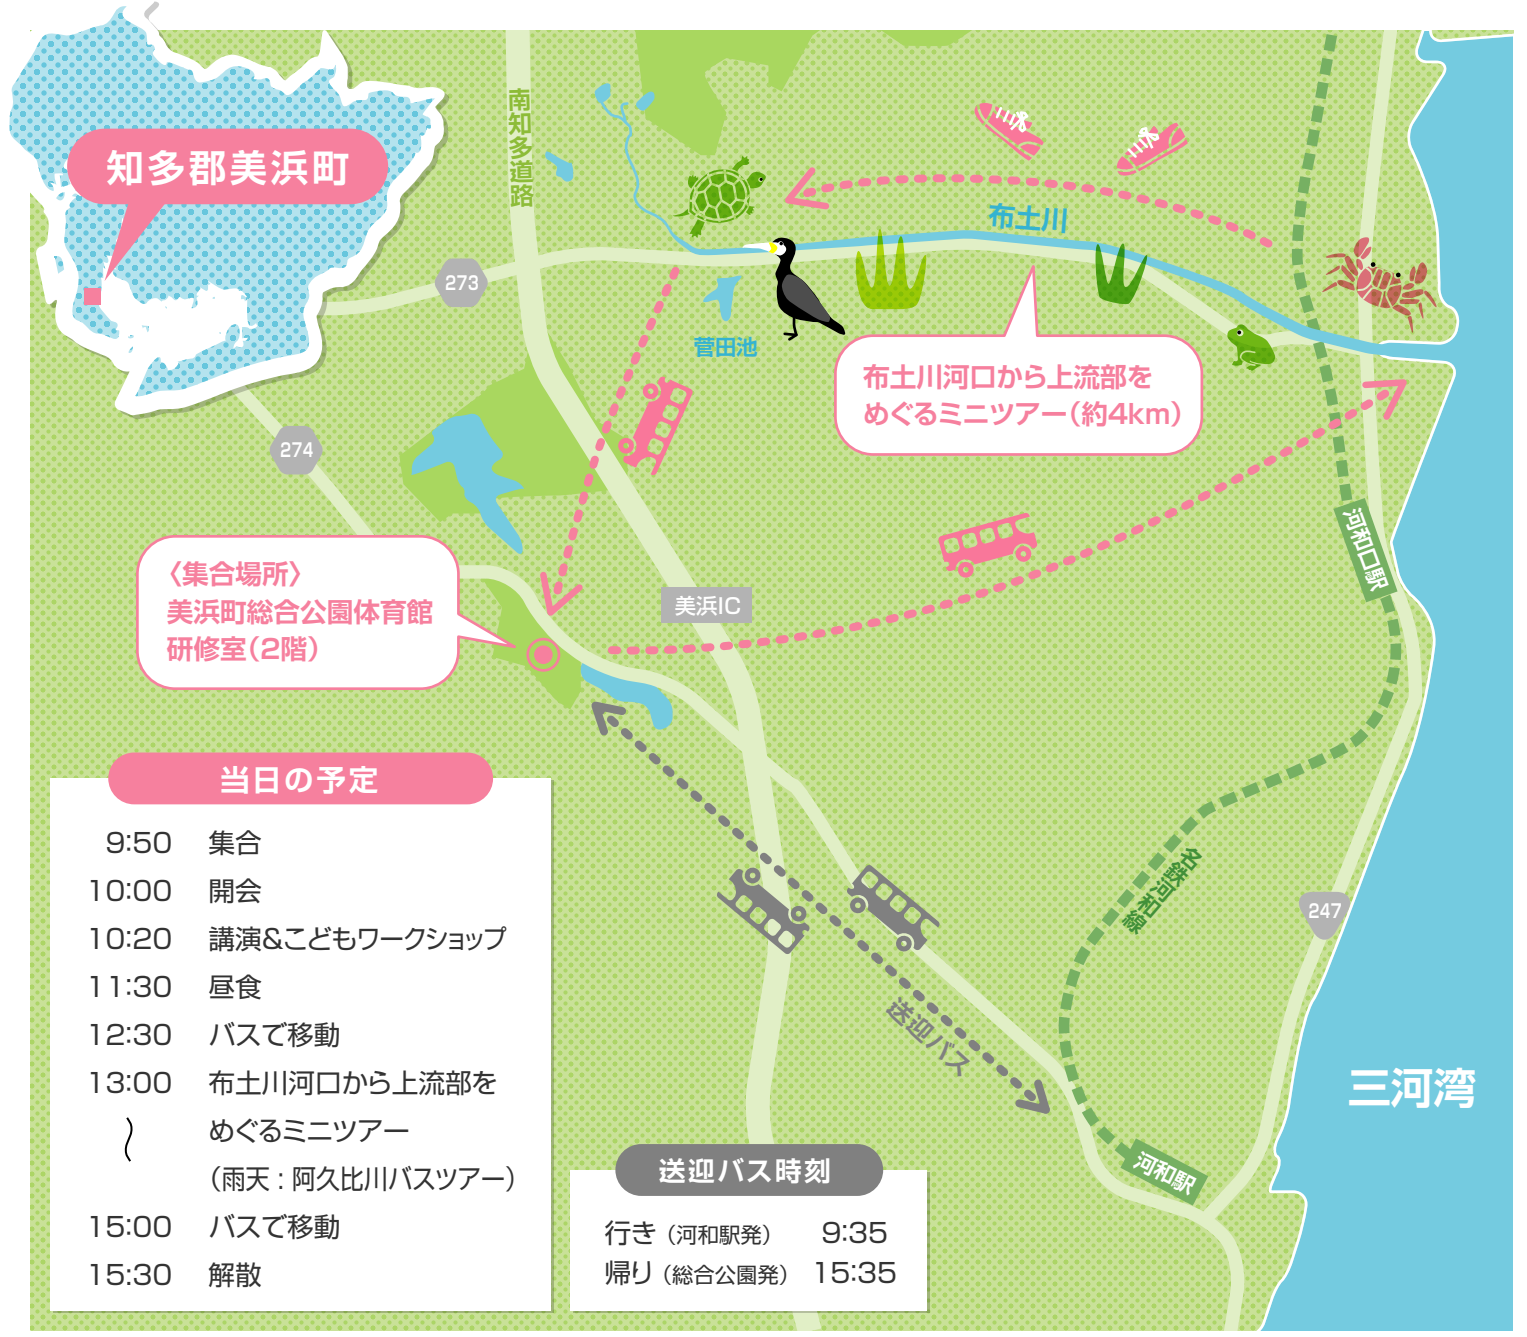 知多郡美浜町
南知多道路
273
274
布土川
菅田池
布土川河口から上流部を
めぐるミニツアー(約4km)
〈集合場所〉
美浜町総合公園体育館
研修室(2階)
美浜IC
河和口駅
名鉄河和線
247
送迎バス
三河湾
河和駅
当日の予定
9:50 集合
10:00 開会
10:20 講演&こどもワークショップ
11:30 昼食
12:30 バスで移動
13:00 布土川河口から上流部を
〜 めぐるミニツアー
(雨天:阿久比川バスツアー)
15:00 バスで移動
15:30 解散
送迎バス時刻
行き(河和駅発) 9:35
帰り(総合公園発) 15:35